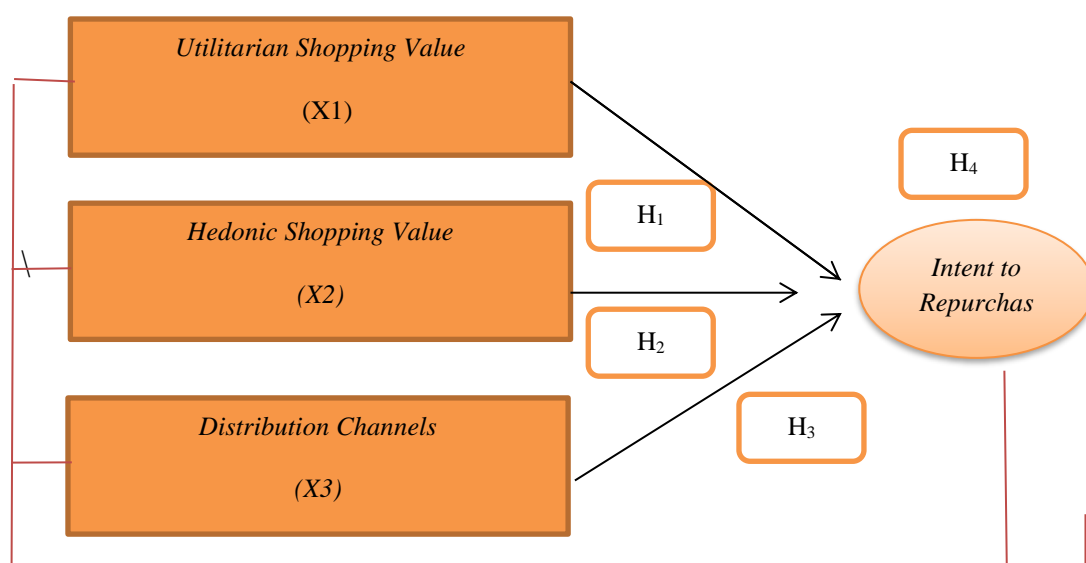 Utilitarian Shopping Value
(X1)
H4
H1
Hedonic Shopping Value
(X2)
Intent to
Repurchas
H2
Distribution Channels
(X3)
H3